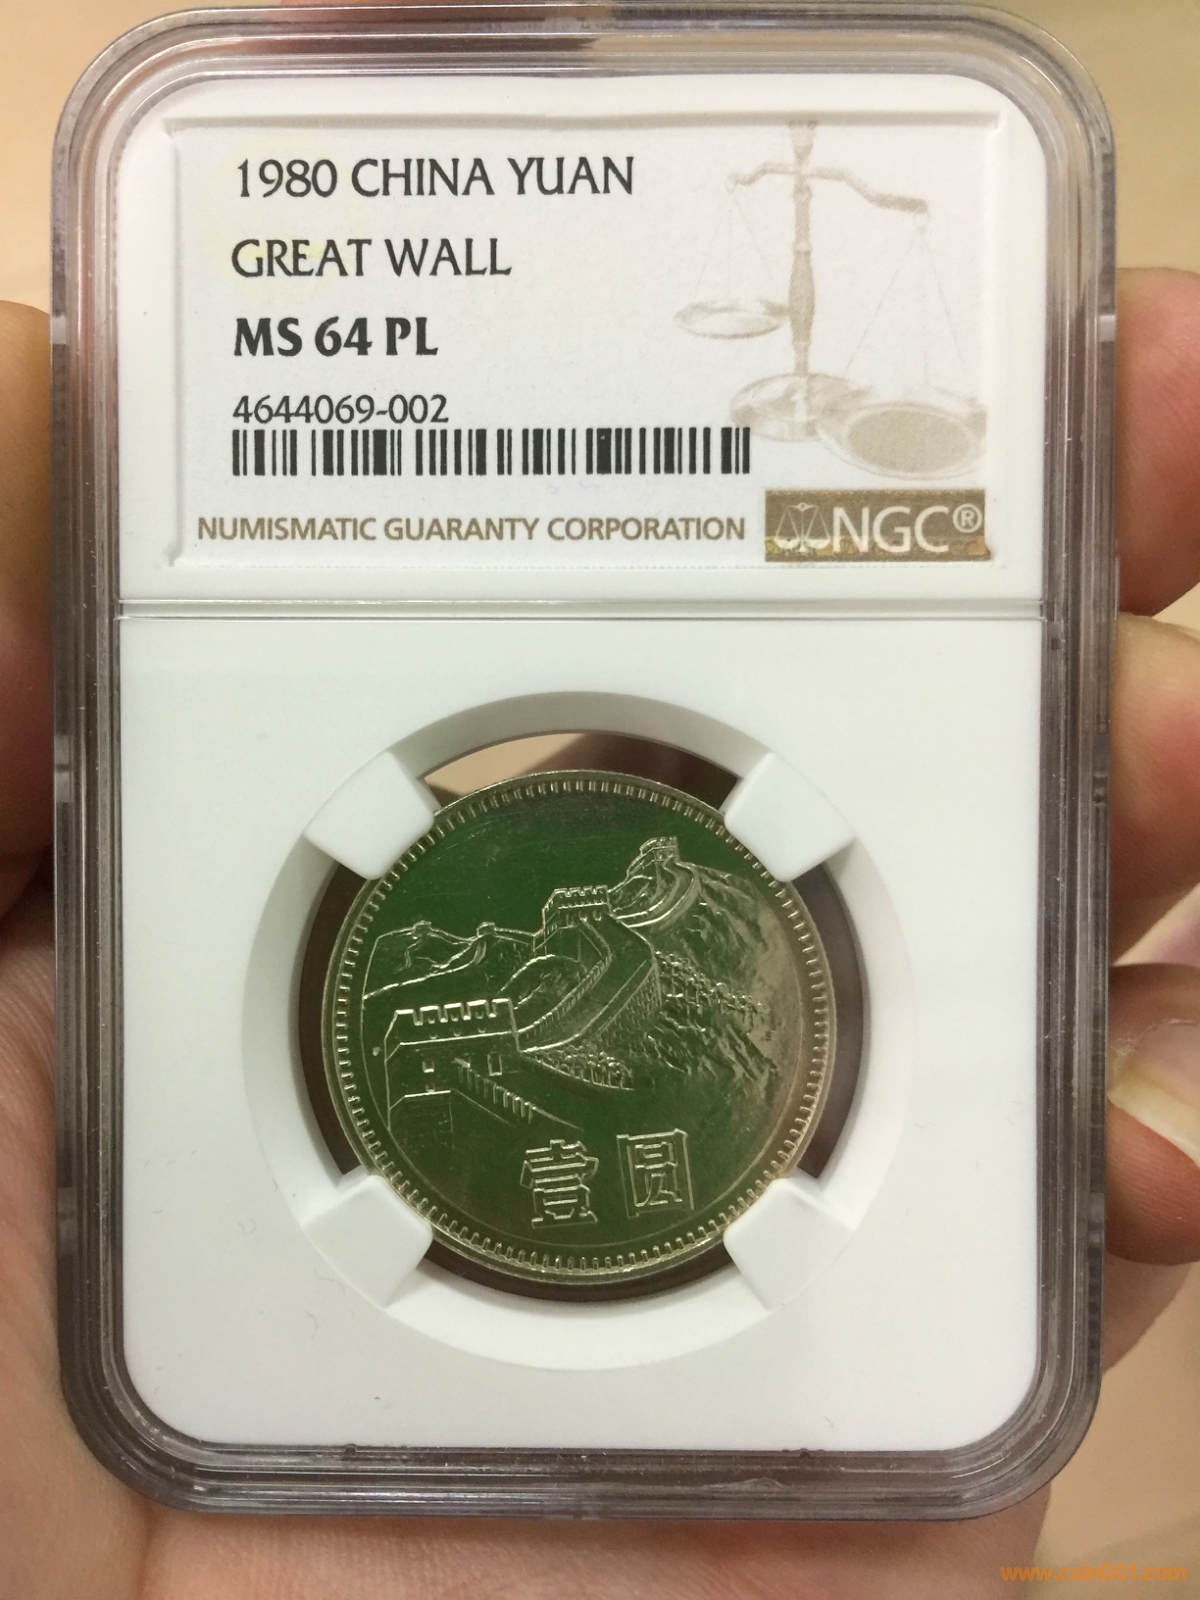 1980 CHINA YUAN
GREAT WALL
MS 64 PL
4644069-002
NUMISMATIC GUARANTY CORPORATION
NGC®
壹圆